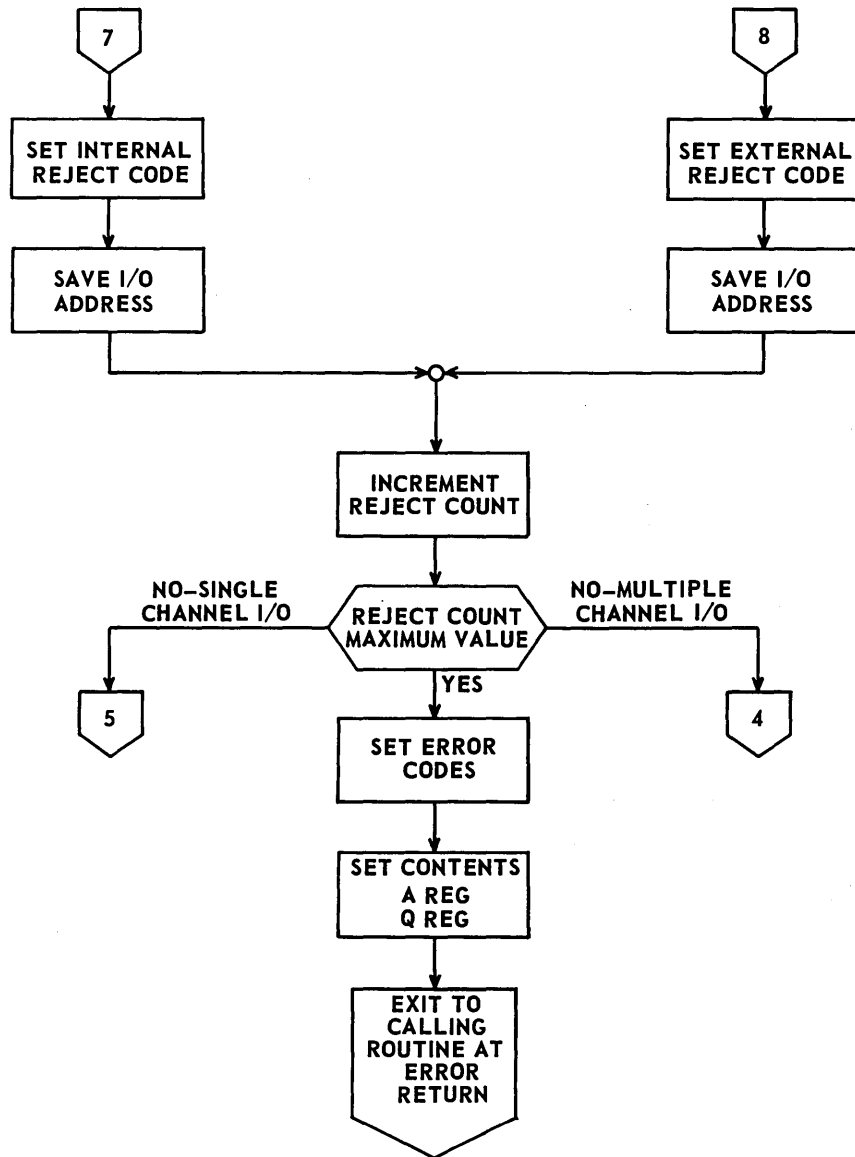 7
8
SET INTERNAL
REJECT CODE
SET EXTERNAL
REJECT CODE
SAVE I/O
ADDRESS
SAVE I/O
ADDRESS
INCREMENT
REJECT COUNT
NO-SINGLE
CHANNEL I/O
REJECT COUNT
MAXIMUM VALUE
NO-MULTIPLE
CHANNEL I/O
YES
5
4
SET ERROR
CODES
SET CONTENTS
A REG
Q REG
EXIT TO
CALLING
ROUTINE AT
ERROR
RETURN